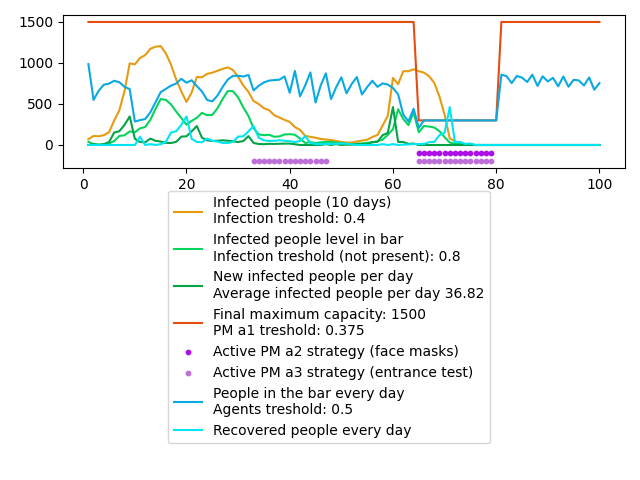 1500
1000
500
0
0 20 40 60 80 100
Infected people (10 days)
Infection treshold: 0.4
Infected people level in bar
Infection treshold (not present): 0.8
New infected people per day
Average infected people per day 36.82
Final maximum capacity: 1500
PM a1 treshold: 0.375
Active PM a2 strategy (face masks)
Active PM a3 strategy (entrance test)
People in the bar every day
Agents treshold: 0.5
Recovered people every day